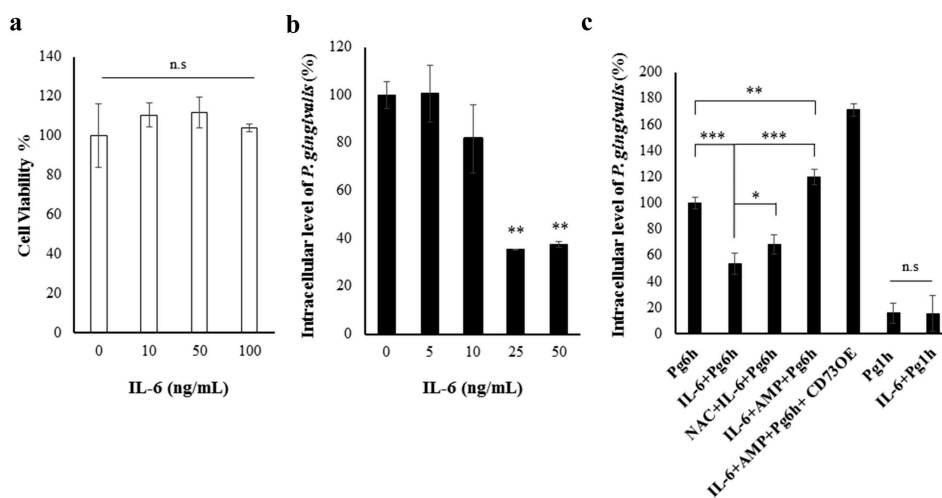 a
n.s
Cell Viability %
140
120
100
80
60
40
20
0
0 10 50 100
IL-6 (ng/mL)
b
Intracellular level of P. gingivalis (%)
120
100
80
60
40
20
0
** **
0 5 10 25 50
IL-6 (ng/mL)
c
Intracellular level of P. gingivalis (%)
200
180
160
140
120
100
80
60
40
20
0
**
*** ***
*
n.s
Pg6h
IL-6+Pg6h
NAC+IL-6+Pg6h
IL-6+AMP+Pg6h
IL-6+AMP+Pg6h+ CD73OE
Pg1h
IL-6+Pg1h